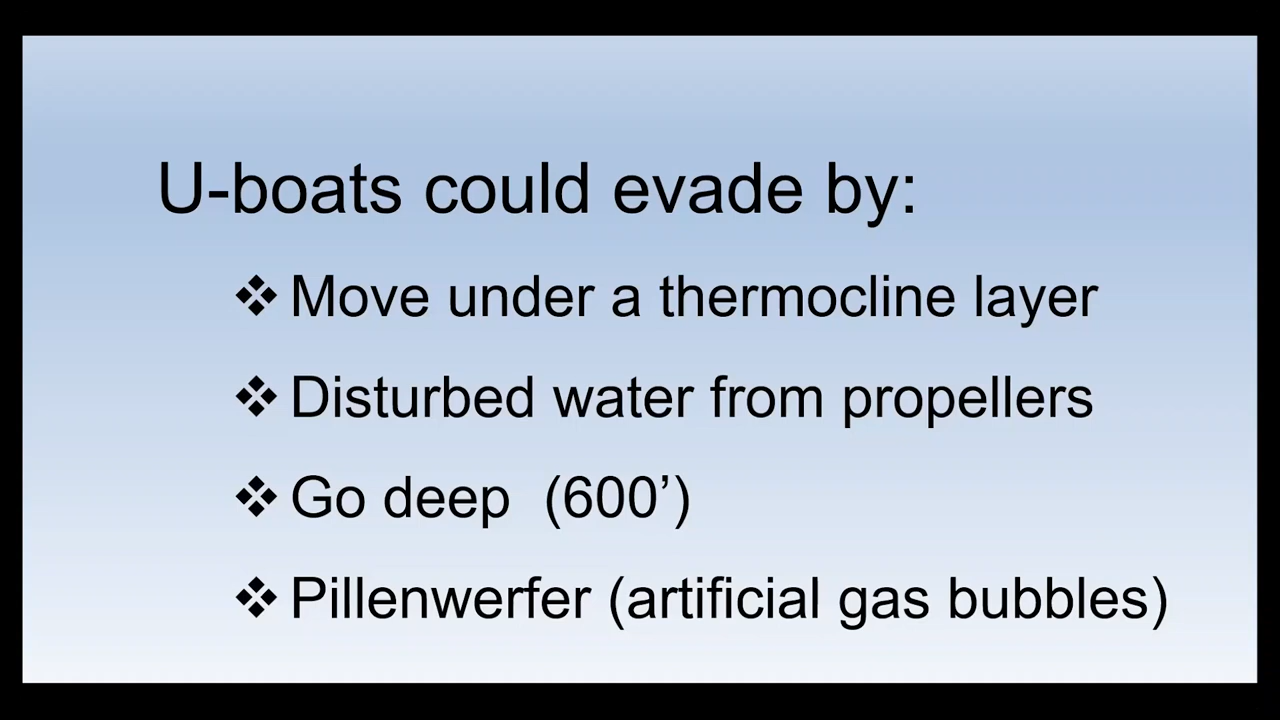 U-boats could evade by:
❖ Move under a thermocline layer
❖ Disturbed water from propellers
❖ Go deep  (600’)
❖ Pillenwerfer (artificial gas bubbles)